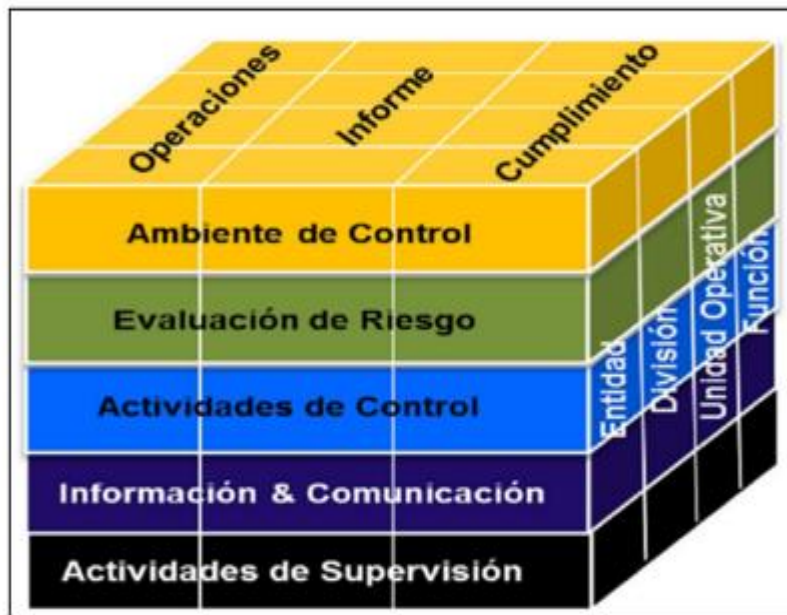 Operaciones
Informe
Cumplimiento
Ambiente de Control
Evaluación de Riesgo
Actividades de Control
Información & Comunicación
Actividades de Supervisión
Entidad
División
Unidad Operativa
Función